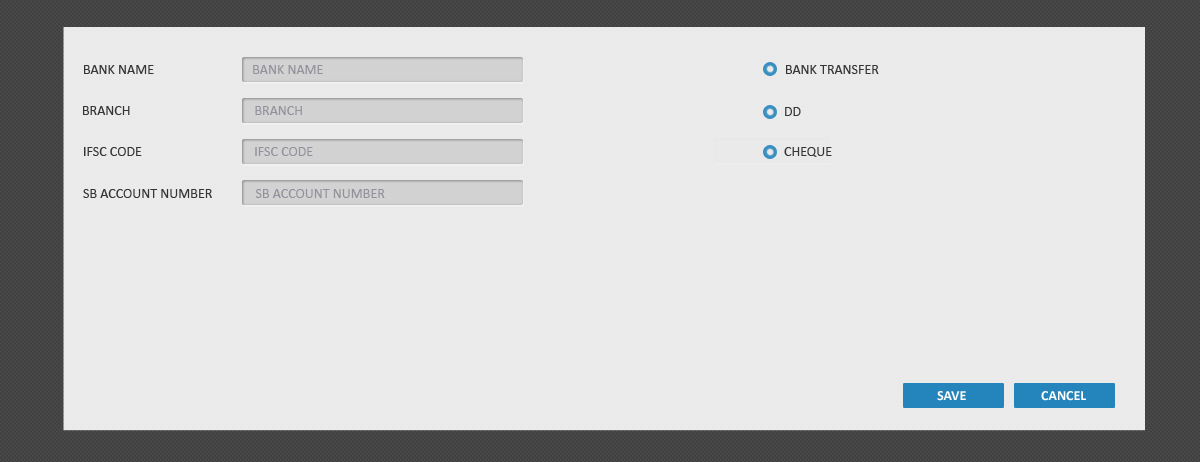 BANK NAME
BANK NAME
BANK TRANSFER
BRANCH
BRANCH
DD
IFSC CODE
IFSC CODE
CHEQUE
SB ACCOUNT NUMBER
SB ACCOUNT NUMBER
SAVE
CANCEL